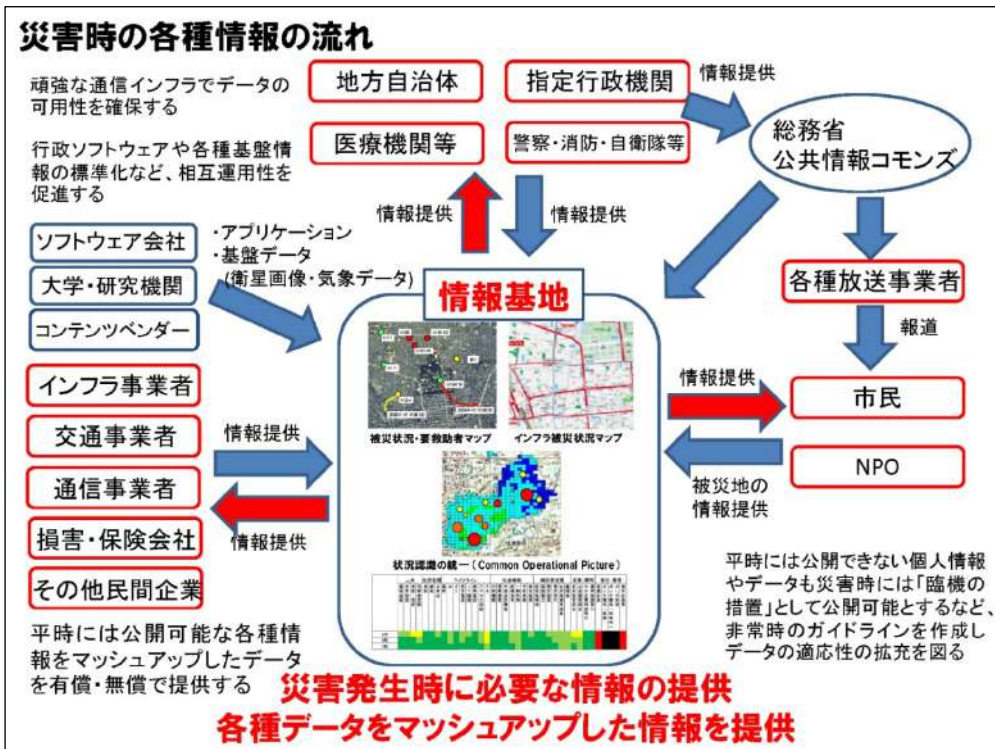 災害時の各種情報の流れ
頑強な通信インフラでデータの
可用性を確保する
行政ソフトウェアや各種基盤情
報の標準化など、相互運用性を
促進する
地方自治体
指定行政機関
医療機関等
警察・消防・自衛隊等
情報提供
総務省
公共情報コモンズ
情報提供
情報提供
ソフトウェア会社
大学・研究機関
コンテンツベンダー
・アプリケーション
・基盤データ
(衛星画像・気象データ)
情報基地
各種放送事業者
報道
インフラ事業者
交通事業者
通信事業者
損害・保険会社
その他民間企業
情報提供
情報提供
被災状況・要救助者マップ
インフラ被災状況マップ
状況認識の統一(Common Operational Picture)
情報提供
市民
NPO
被災地の
情報提供
平時には公開可能な各種情
報をマッシュアップしたデータ
を有償・無償で提供する
平時には公開できない個人情報
やデータも災害時には「臨機の
措置」として公開可能とするなど、
非常時のガイドラインを作成し
データの適応性の拡充を図る
災害発生時に必要な情報の提供
各種データをマッシュアップした情報を提供